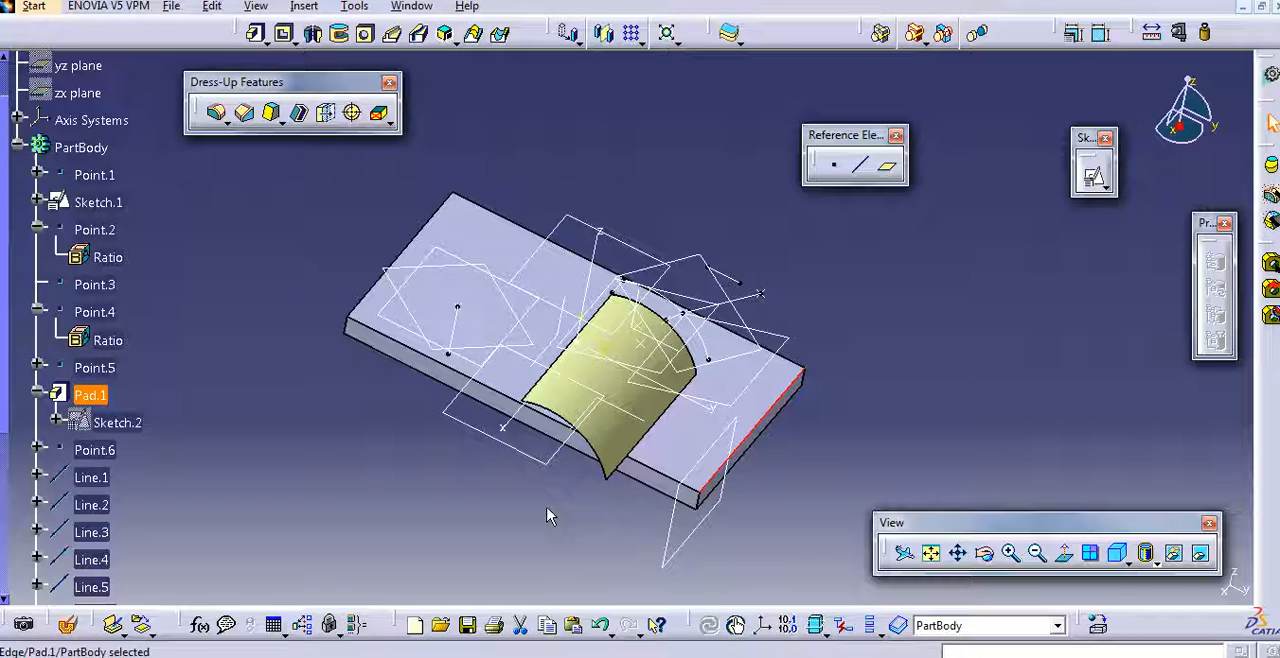 Start ENOVIA V5 VPM File Edit View Insert Tools Window Help
yz plane
zx plane
Axis Systems
PartBody
Point.1
Sketch.1
Point.2
Ratio
Point.3
Point.4
Ratio
Point.5
Pad.1
Sketch.2
Point.6
Line.1
Line.2
Line.3
Line.4
Line.5
Dress-Up Features
Reference Ele...
Sk...
Pr...
z
y
x
z
x
y
View
z
x
y
f(x)
10,0
PartBody
CATIA
Edge/Pad.1/PartBody selected